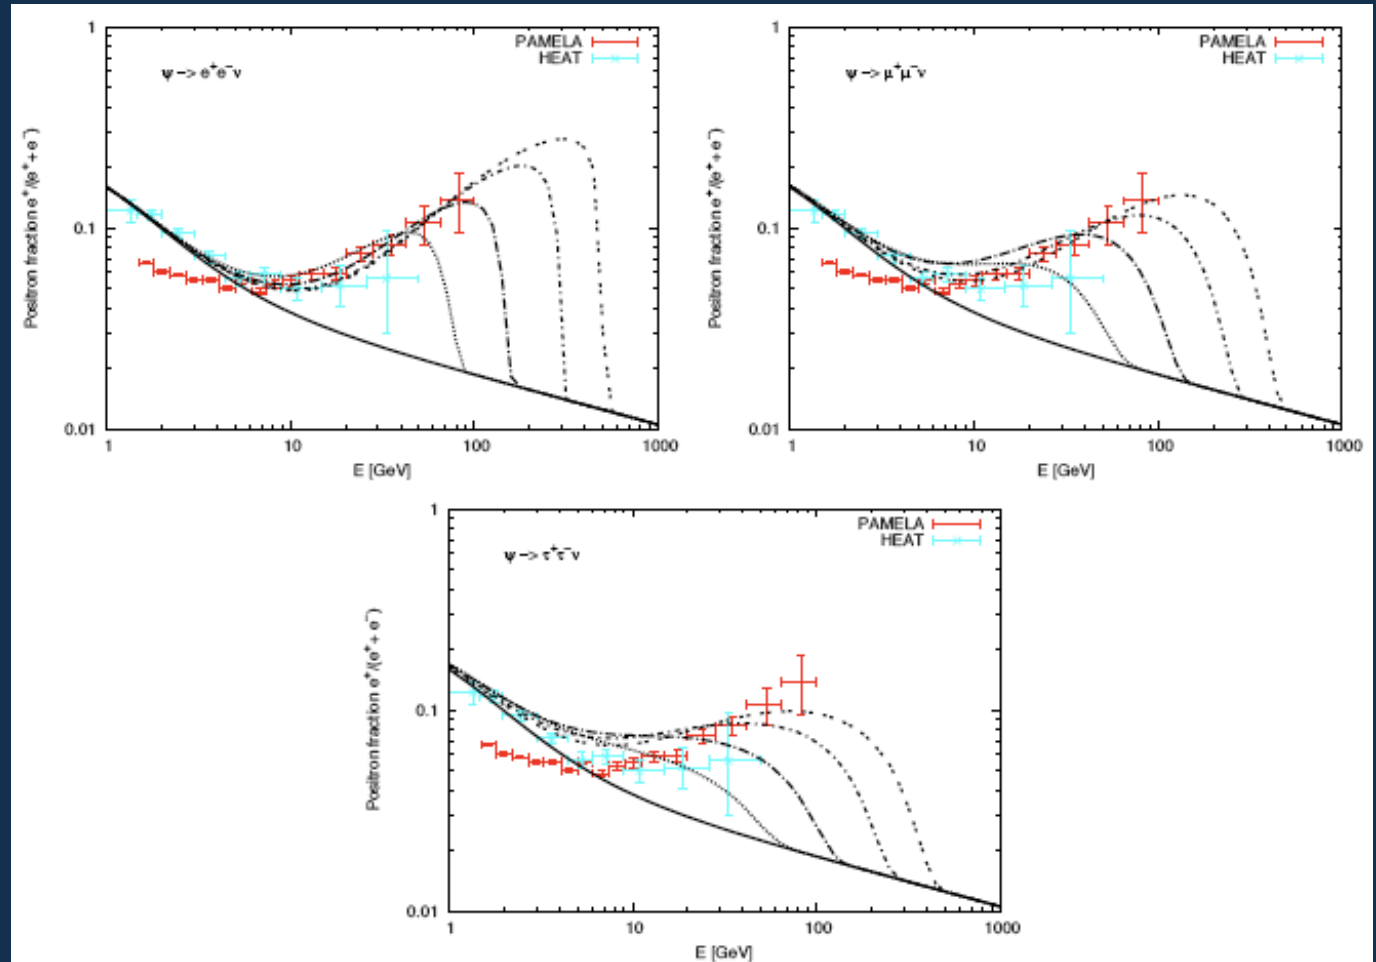 PAMELA
HEAT
ψ -> e⁺e⁻ν
Positron fraction e⁺/(e⁺+e⁻)
1
0.1
0.01
1 10 100 1000
E [GeV]
PAMELA
HEAT
ψ -> μ⁺μ⁻ν
Positron fraction e⁺/(e⁺+e⁻)
1
0.1
0.01
1 10 100 1000
E [GeV]
PAMELA
HEAT
ψ -> τ⁺τ⁻ν
Positron fraction e⁺/(e⁺+e⁻)
1
0.1
0.01
1 10 100 1000
E [GeV]